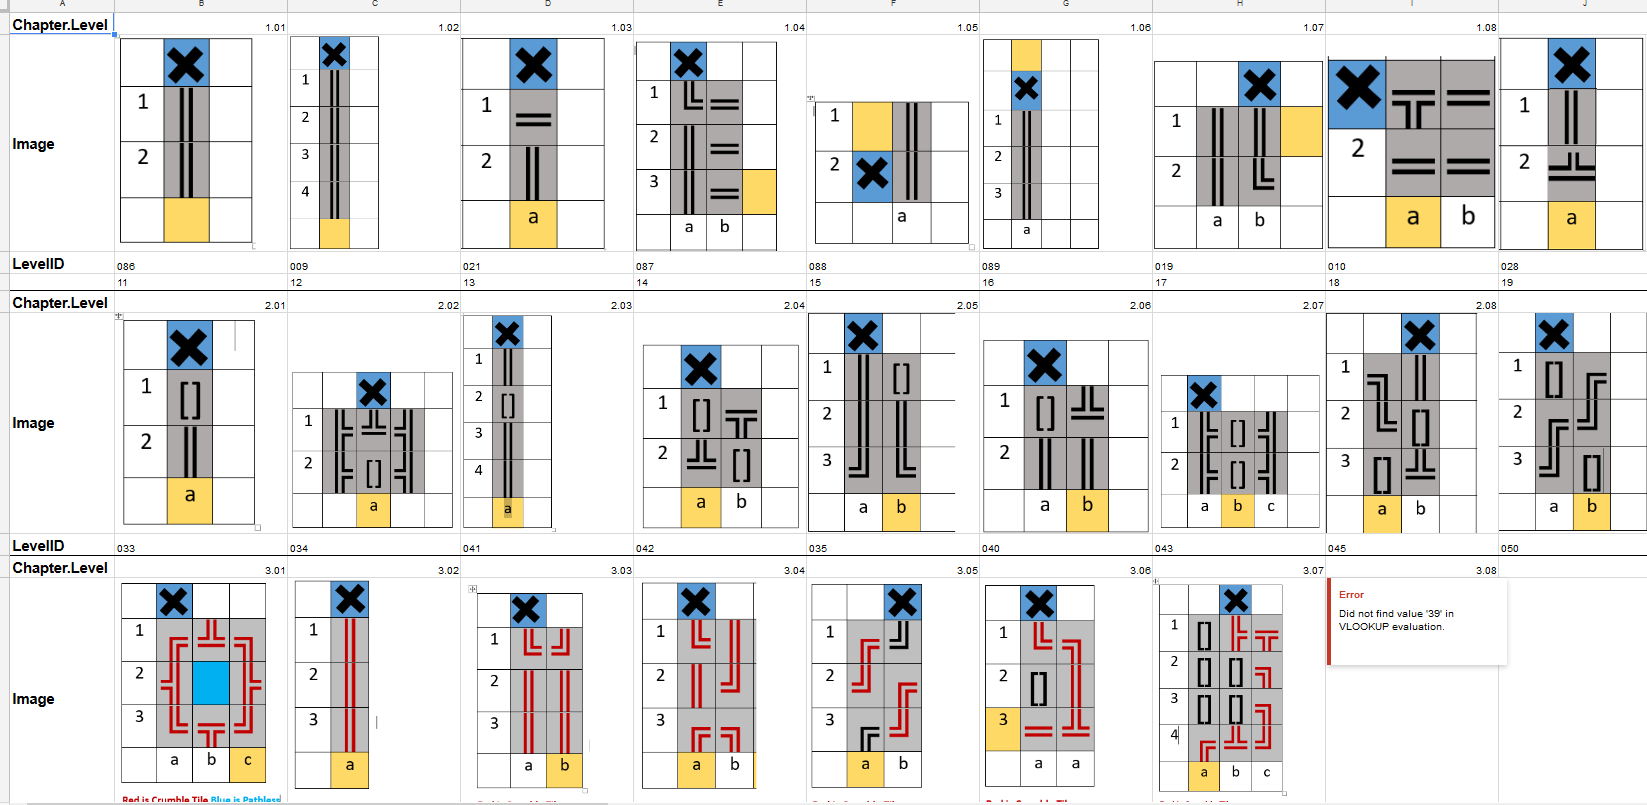 A B C D E F G H I J
Chapter.Level 1.01 1.02 1.03 1.04 1.05 1.06 1.07 1.08
Image
1 2
1 2 3 4
1 2 a
1 2 3 a b
1 2 a
1 2 3 a
1 2 a b
2 a b
1 2 a
LevelID 086 009 021 087 088 089 019 010 028
11 12 13 14 15 16 17 18 19
Chapter.Level 2.01 2.02 2.03 2.04 2.05 2.06 2.07 2.08
Image
1 2 a
1 2 a
1 2 3 4 a
1 2 a b
1 2 3 a b
1 2 a b
1 2 a b c
1 2 3 a b
1 2 3 a b
LevelID 033 034 041 042 035 040 043 045 050
Chapter.Level 3.01 3.02 3.03 3.04 3.05 3.06 3.07 3.08
Image
1 2 3 a b c
Red is Crumble Tile Blue is Pathless
1 2 3 a
1 2 3 a b
1 2 3 a b
1 2 3 a b
1 2 3 a a
1 2 3 4 a b c
Error
Did not find value '39' in
VLOOKUP evaluation.